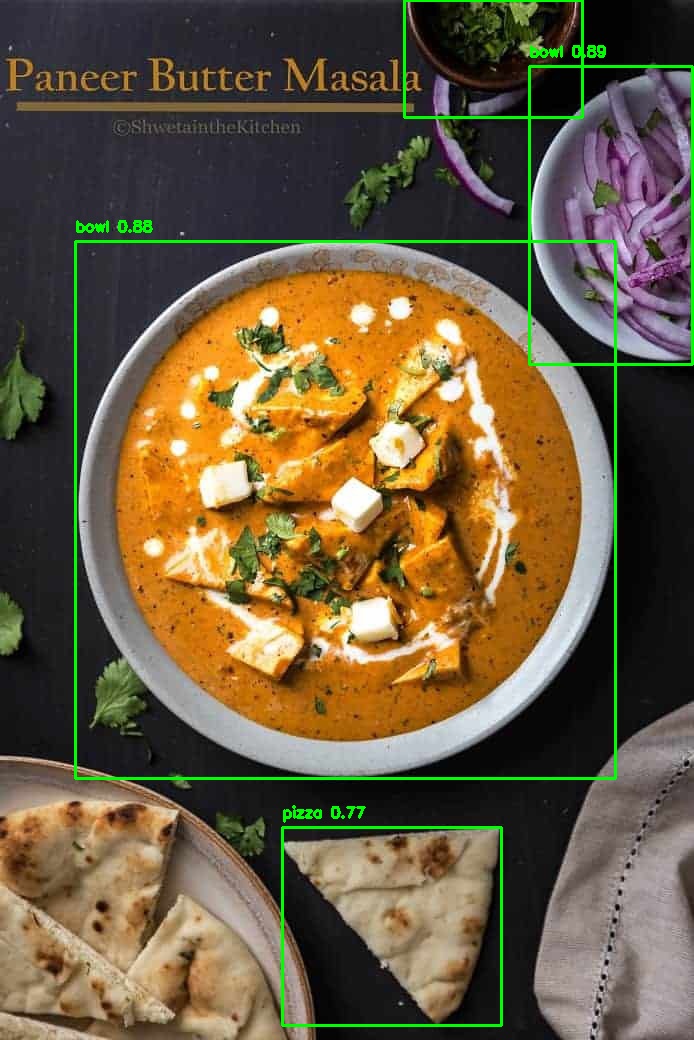 Paneer Butter Masala
©ShwetaintheKitchen
bowl 0.89
bowl 0.88
pizza 0.77